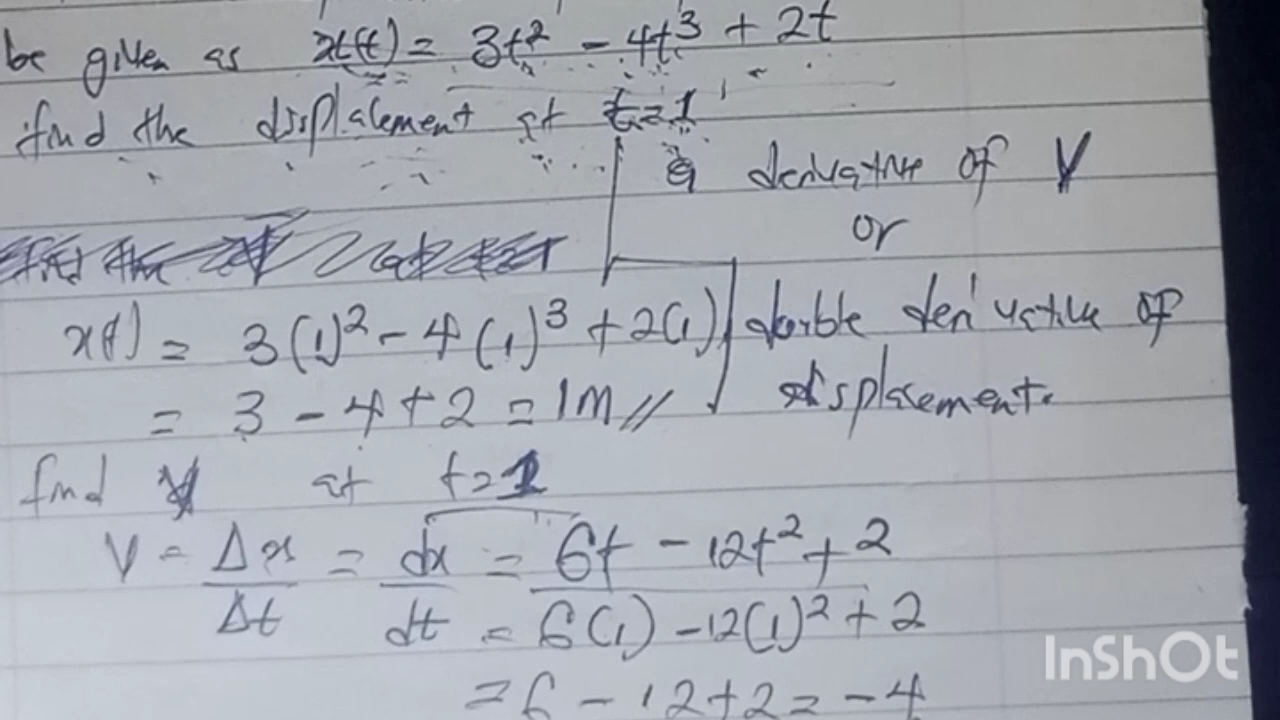 be given as x(t) = 3t² - 4t³ + 2t
find the displacement at t=1
a derivative of V
or
double derivative of
displacement.
x(1) = 3(1)² - 4(1)³ + 2(1)
= 3 - 4 + 2 = 1m //
find V at t=1
V = Δx/Δt = dx/dt = 6t - 12t² + 2
= 6(1) - 12(1)² + 2
= 6 - 12 + 2 = -4
InShOt